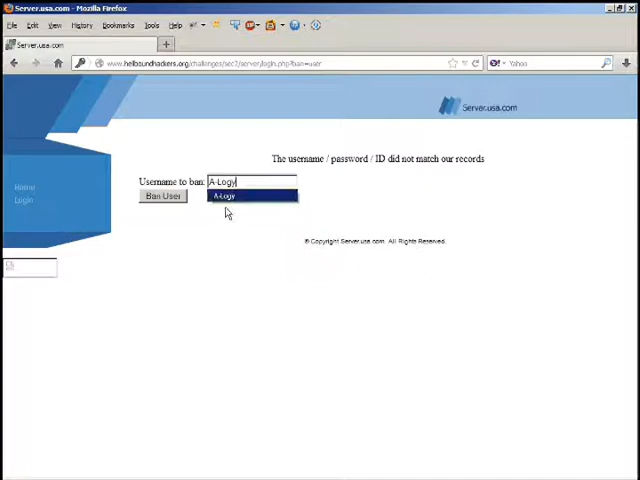 Server.usa.com - Mozilla Firefox
File Edit View History Bookmarks Tools Help
Server.usa.com
www.hellboundhackers.org/challenges/sec2/server/login.php?ban=user
Yahoo
Server.usa.com
The username / password / ID did not match our records
Username to ban: A-Logy
Home
Ban User
A-Logy
Login
© Copyright Server.usa.com. All Rights Reserved.